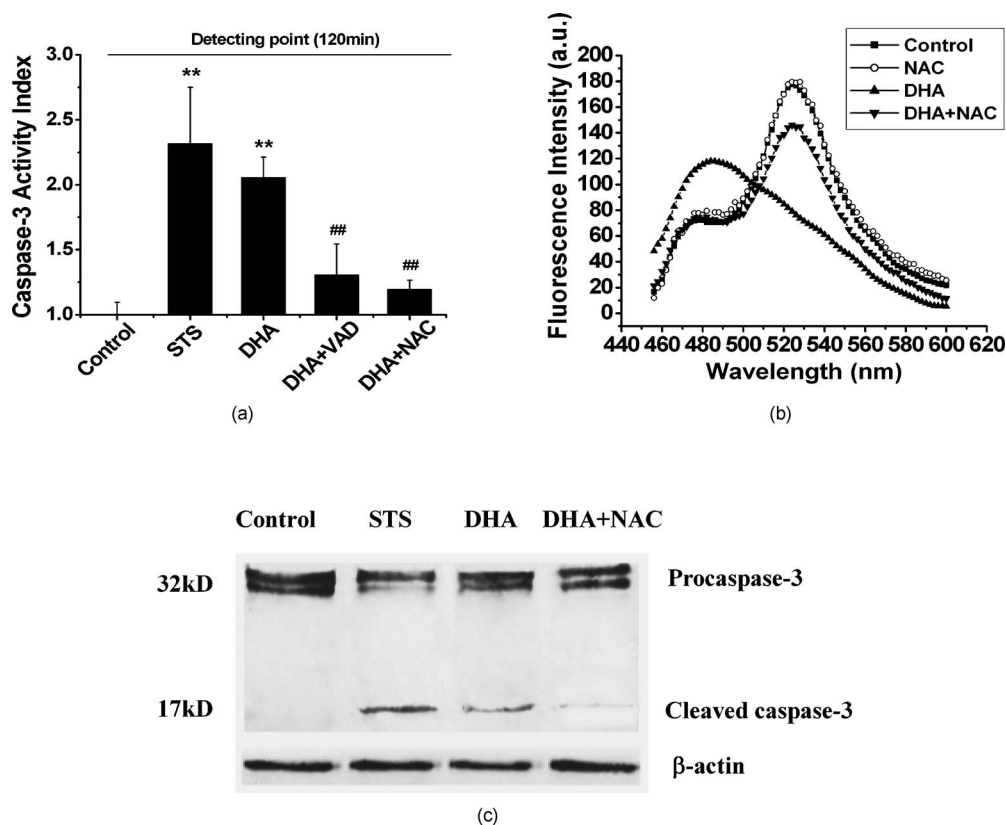 Detecting point (120min)
Caspase-3 Activity Index
3.0
2.5
2.0
1.5
1.0
**
**
##
##
Control
STS
DHA
DHA+VAD
DHA+NAC
(a)
Fluorescence Intensity (a.u.)
200
180
160
140
120
100
80
60
40
20
0
Control
NAC
DHA
DHA+NAC
440 460 480 500 520 540 560 580 600 620
Wavelength (nm)
(b)
Control STS DHA DHA+NAC
32kD Procaspase-3
17kD Cleaved caspase-3
β-actin
(c)